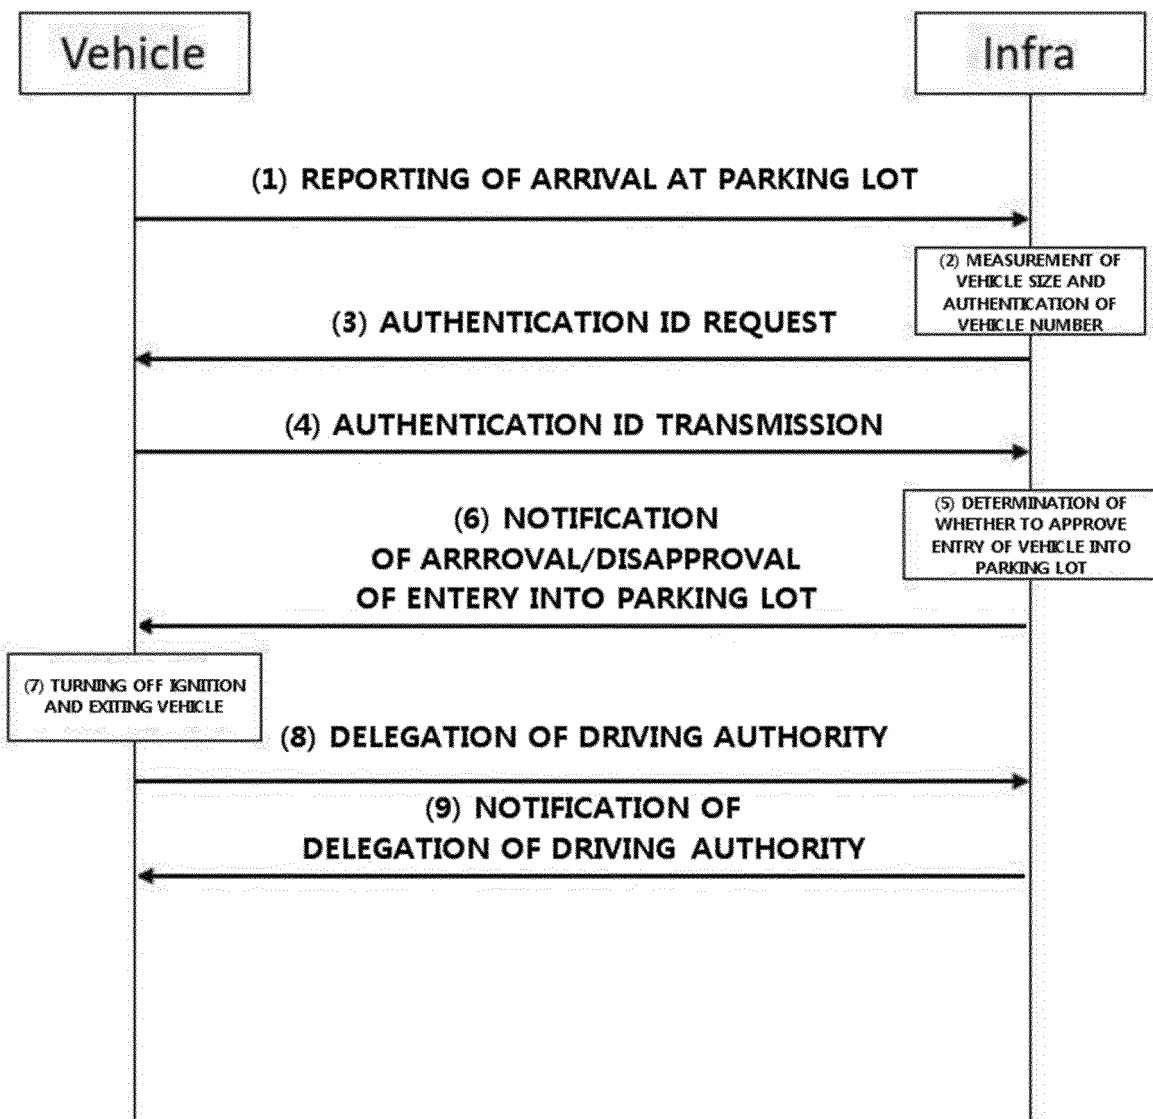 Vehicle
Infra
(1) REPORTING OF ARRIVAL AT PARKING LOT
(2) MEASUREMENT OF
VEHICLE SIZE AND
AUTHENTICATION OF
VEHICLE NUMBER
(3) AUTHENTICATION ID REQUEST
(4) AUTHENTICATION ID TRANSMISSION
(5) DETERMINATION OF
WHETHER TO APPROVE
ENTRY OF VEHICLE INTO
PARKING LOT
(6) NOTIFICATION
OF ARRROVAL/DISAPPROVAL
OF ENTERY INTO PARKING LOT
(7) TURNING OFF IGNITION
AND EXITING VEHICLE
(8) DELEGATION OF DRIVING AUTHORITY
(9) NOTIFICATION OF
DELEGATION OF DRIVING AUTHORITY